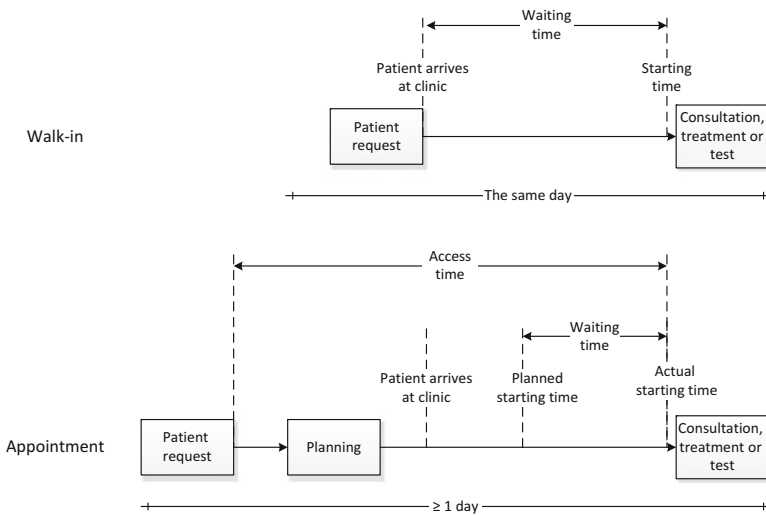 Waiting
time
Patient arrives
at clinic
Starting
time
Walk-in
Patient
request
Consultation,
treatment or
test
The same day
Access
time
Waiting
time
Patient arrives
at clinic
Planned
starting time
Actual
starting time
Appointment
Patient
request
Planning
Consultation,
treatment or
test
≥ 1 day